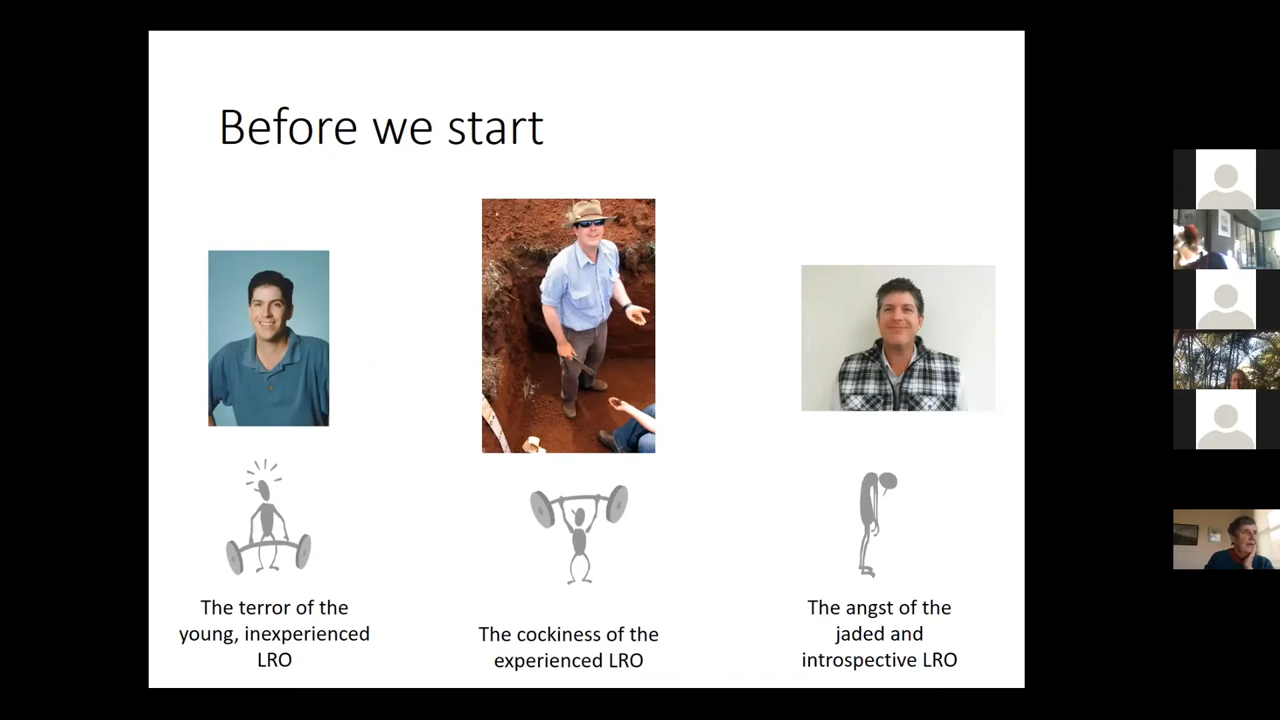 Before we start
The terror of the
young, inexperienced
LRO
The cockiness of the
experienced LRO
The angst of the
jaded and
introspective LRO